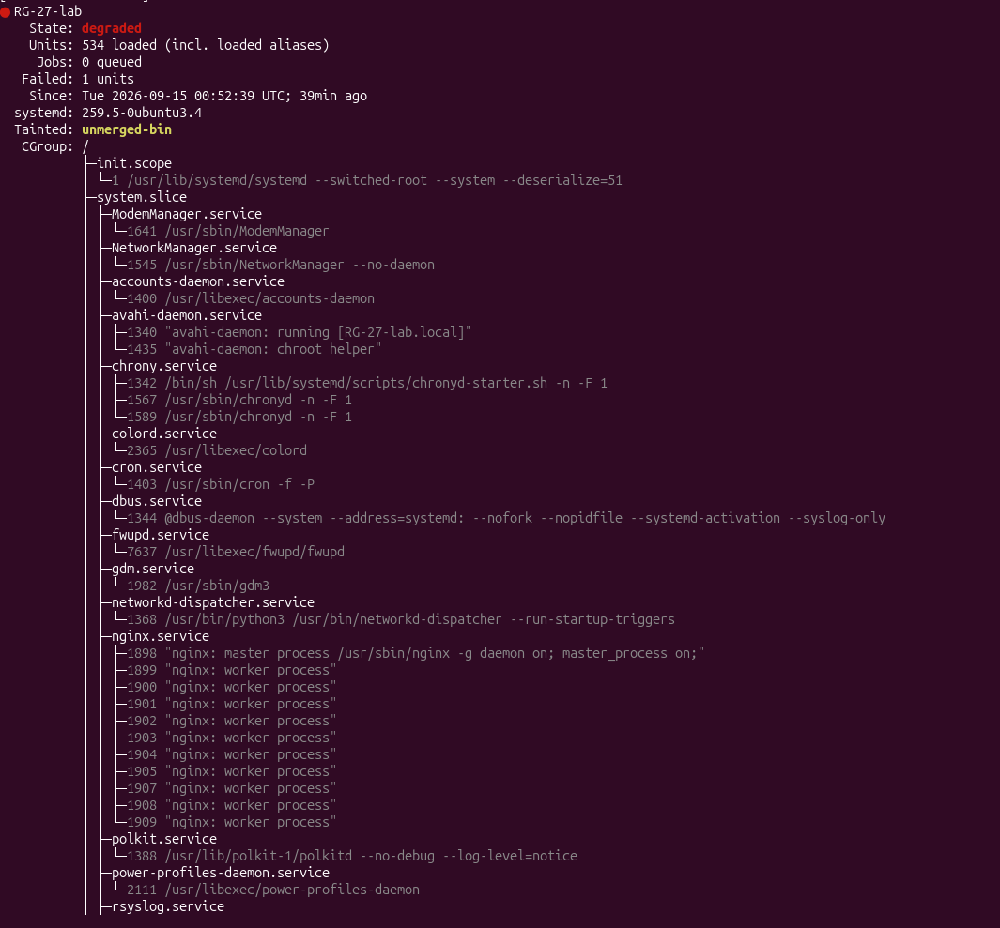 RG-27-lab
State: degraded
Units: 534 loaded (incl. loaded aliases)
Jobs: 0 queued
Failed: 1 units
Since: Tue 2026-09-15 00:52:39 UTC; 39min ago
systemd: 259.5-0ubuntu3.4
Tainted: unmerged-bin
CGroup: /
├─init.scope
│ └─1 /usr/lib/systemd/systemd --switched-root --system --deserialize=51
├─system.slice
│ ├─ModemManager.service
│ │ └─1641 /usr/sbin/ModemManager
│ ├─NetworkManager.service
│ │ └─1545 /usr/sbin/NetworkManager --no-daemon
│ ├─accounts-daemon.service
│ │ └─1400 /usr/libexec/accounts-daemon
│ ├─avahi-daemon.service
│ │ ├─1340 "avahi-daemon: running [RG-27-lab.local]"
│ │ └─1435 "avahi-daemon: chroot helper"
│ ├─chrony.service
│ │ ├─1342 /bin/sh /usr/lib/systemd/scripts/chronyd-starter.sh -n -F 1
│ │ ├─1567 /usr/sbin/chronyd -n -F 1
│ │ └─1589 /usr/sbin/chronyd -n -F 1
│ ├─colord.service
│ │ └─2365 /usr/libexec/colord
│ ├─cron.service
│ │ └─1403 /usr/sbin/cron -f -P
│ ├─dbus.service
│ │ └─1344 @dbus-daemon --system --address=systemd: --nofork --nopidfile --systemd-activation --syslog-only
│ ├─fwupd.service
│ │ └─7637 /usr/libexec/fwupd/fwupd
│ ├─gdm.service
│ │ └─1982 /usr/sbin/gdm3
│ ├─networkd-dispatcher.service
│ │ └─1368 /usr/bin/python3 /usr/bin/networkd-dispatcher --run-startup-triggers
│ ├─nginx.service
│ │ ├─1898 "nginx: master process /usr/sbin/nginx -g daemon on; master_process on;"
│ │ ├─1899 "nginx: worker process"
│ │ ├─1900 "nginx: worker process"
│ │ ├─1901 "nginx: worker process"
│ │ ├─1902 "nginx: worker process"
│ │ ├─1903 "nginx: worker process"
│ │ ├─1904 "nginx: worker process"
│ │ ├─1905 "nginx: worker process"
│ │ ├─1907 "nginx: worker process"
│ │ ├─1908 "nginx: worker process"
│ │ └─1909 "nginx: worker process"
│ ├─polkit.service
│ │ └─1388 /usr/lib/polkit-1/polkitd --no-debug --log-level=notice
│ ├─power-profiles-daemon.service
│ │ └─2111 /usr/libexec/power-profiles-daemon
│ ├─rsyslog.service